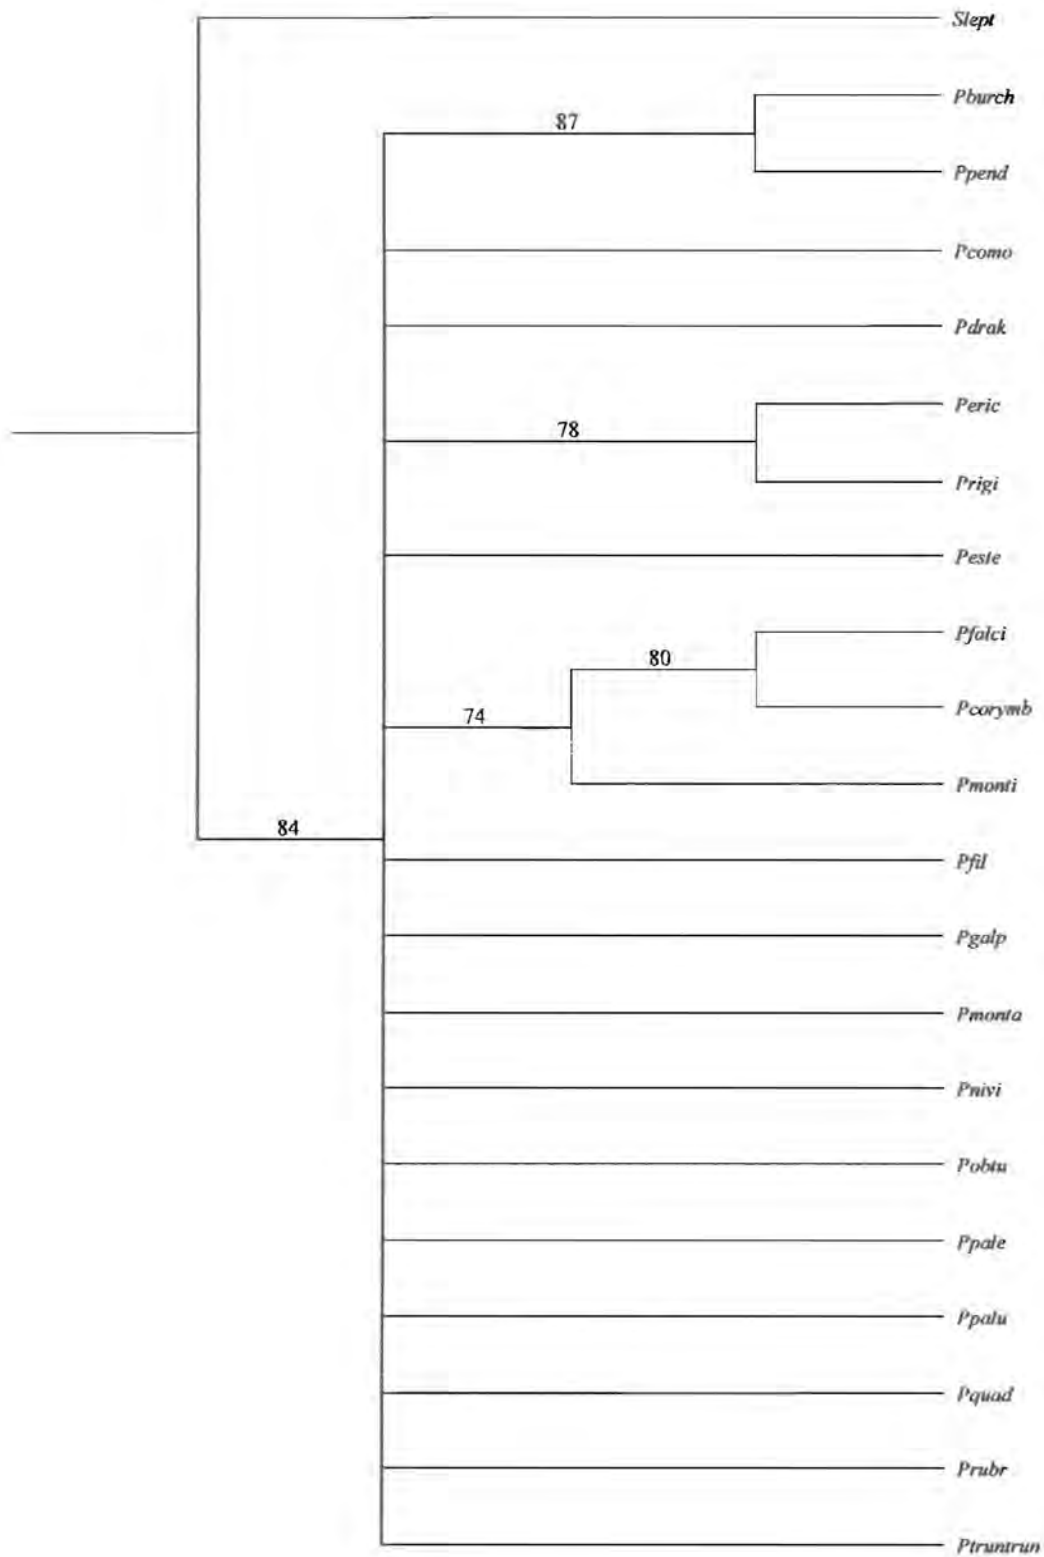 Slept
Pburch
87
Ppend
Pcomo
Pdrak
Peric
78
Prigi
Peste
Pfalci
80
Pcorymb
74
Pmonti
84
Pfil
Pgalp
Pmonta
Pnivi
Pobtu
Ppale
Ppalu
Pquad
Prubr
Ptruntrun